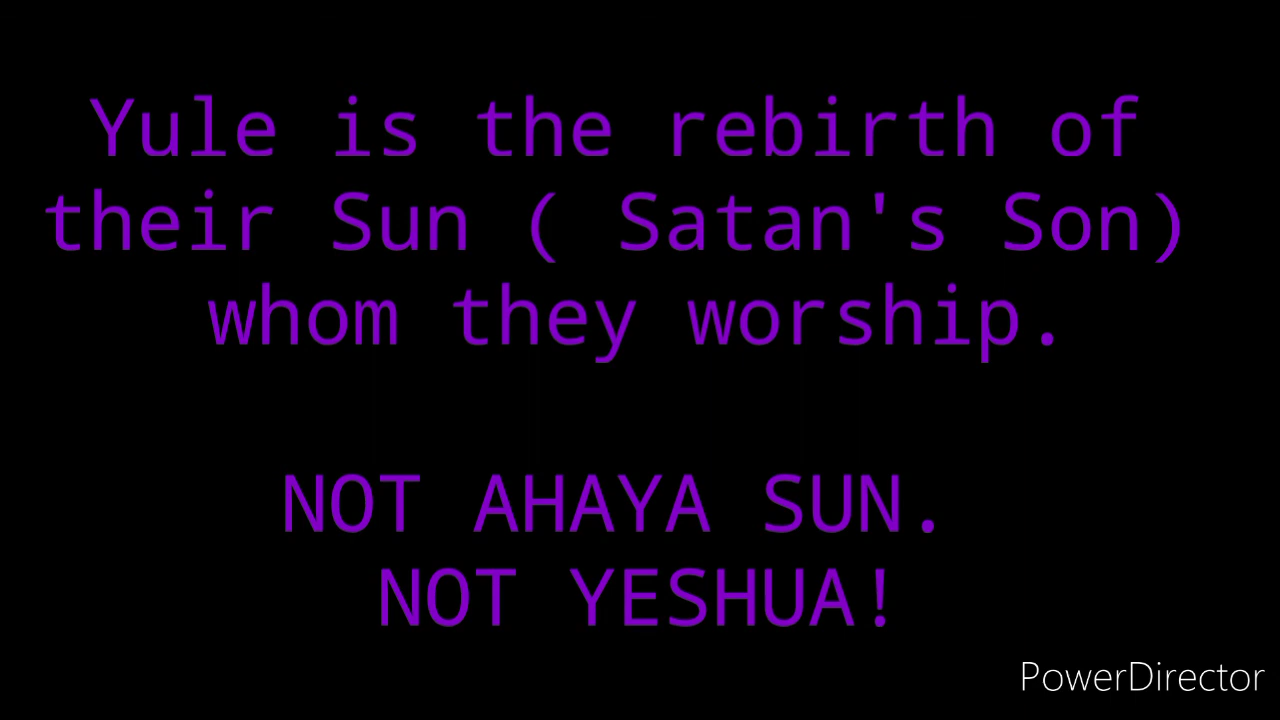 Yule is the rebirth of
their Sun ( Satan's Son)
whom they worship.
NOT AHAYA SUN.
NOT YESHUA!
PowerDirector